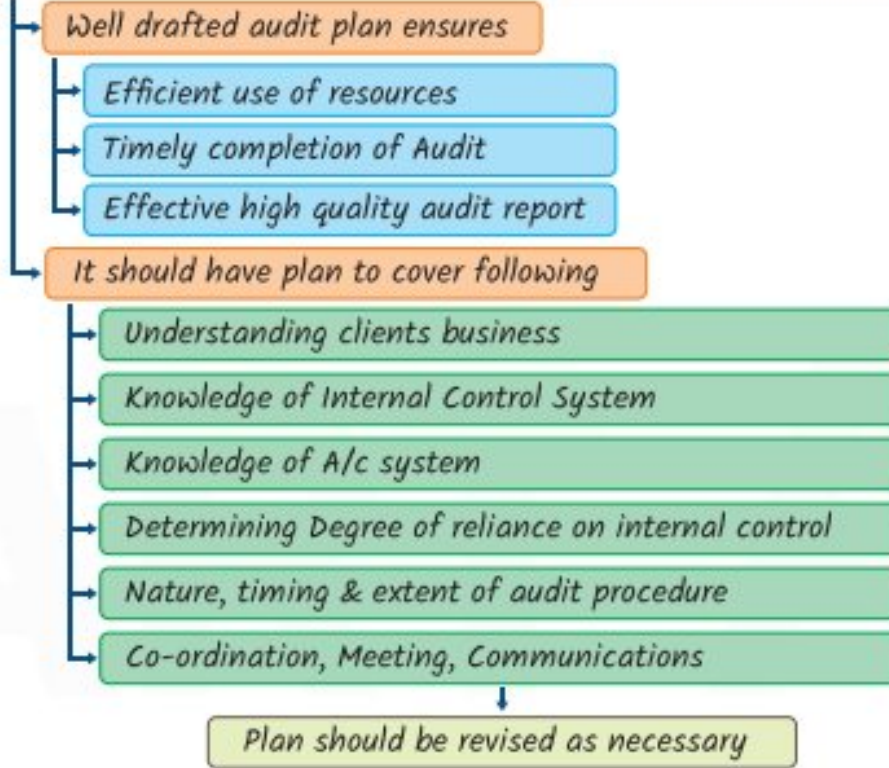 Well drafted audit plan ensures
Efficient use of resources
Timely completion of Audit
Effective high quality audit report
It should have plan to cover following
Understanding clients business
Knowledge of Internal Control System
Knowledge of A/c system
Determining Degree of reliance on internal control
Nature, timing & extent of audit procedure
Co-ordination, Meeting, Communications
Plan should be revised as necessary